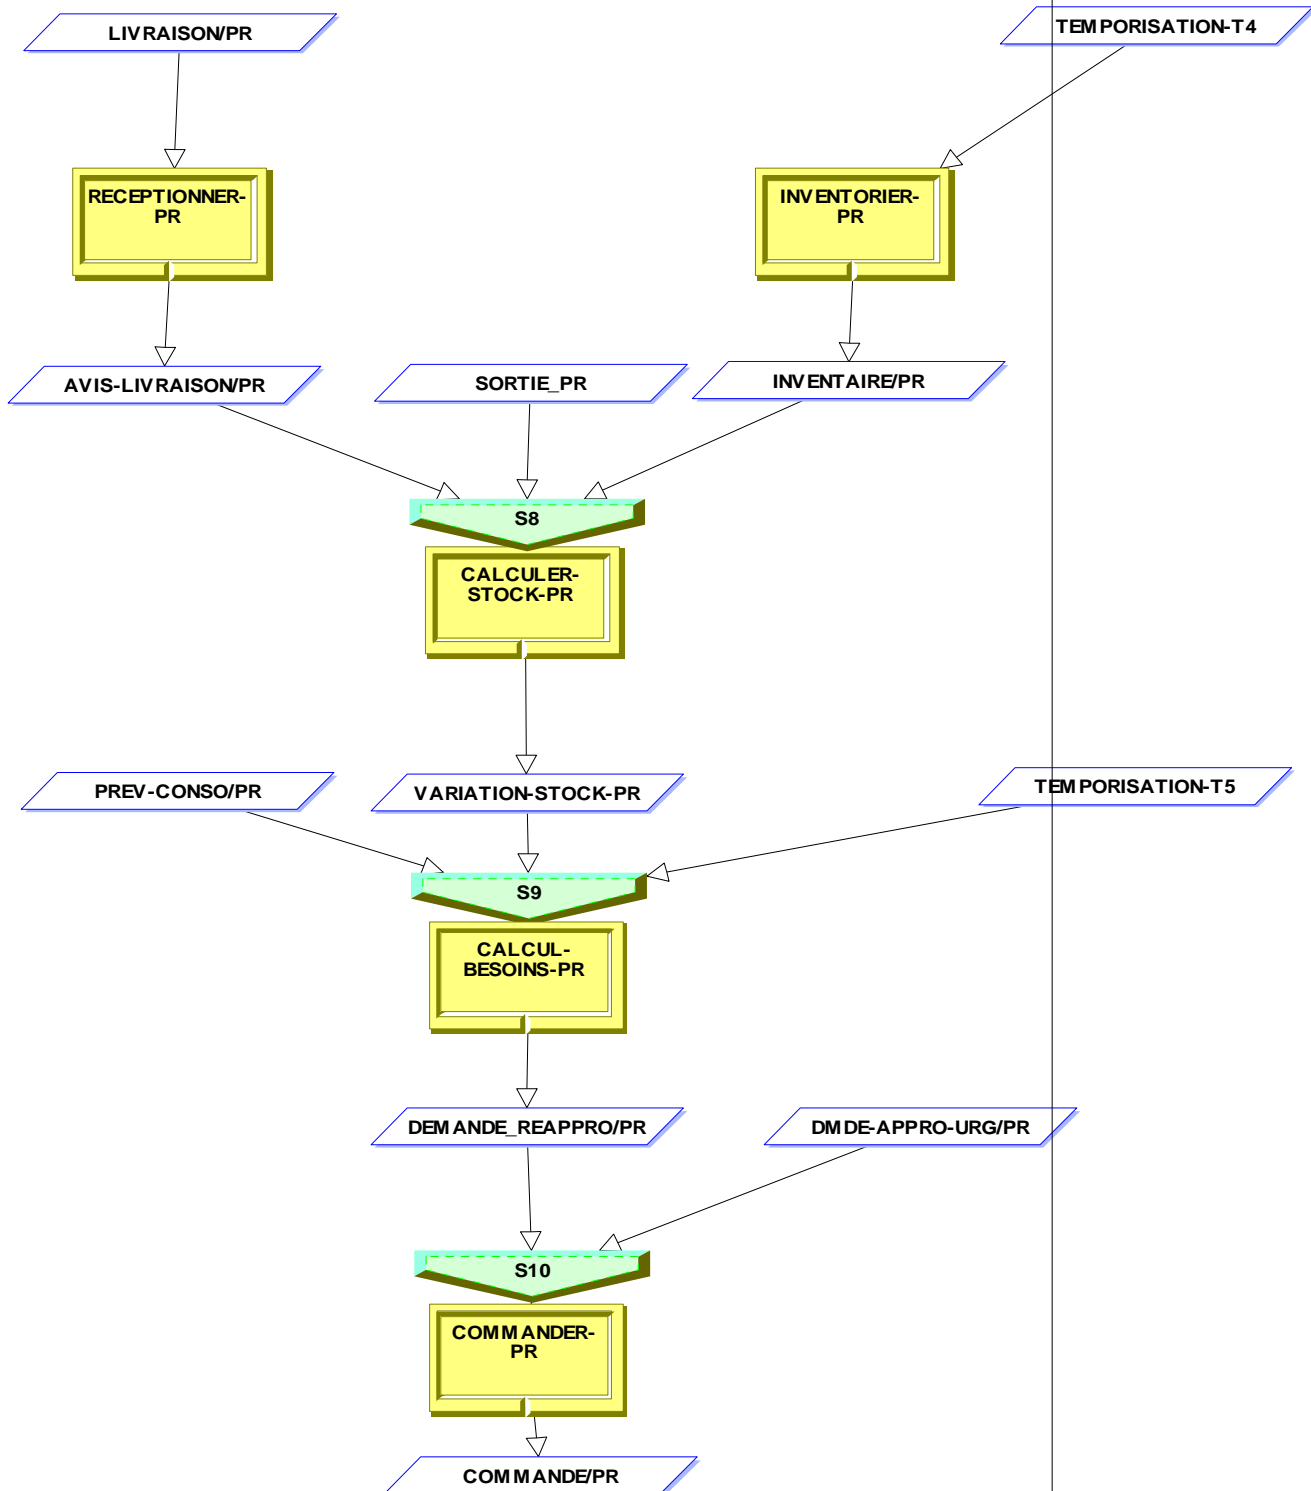 LIVRAISON/PR
TEMPORISATION-T4
RECEPTIONNER-
PR
INVENTORIER-
PR
AVIS-LIVRAISON/PR
SORTIE_PR
INVENTAIRE/PR
S8
CALCULER-
STOCK-PR
PREV-CONSO/PR
VARIATION-STOCK-PR
TEMPORISATION-T5
S9
CALCUL-
BESOINS-PR
DEMANDE_REAPPRO/PR
DMDE-APPRO-URG/PR
S10
COMMANDER-
PR
COMMANDE/PR